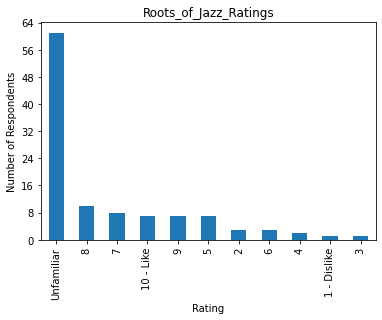 Roots_of_Jazz_Ratings
Number of Respondents
64
56
48
40
32
24
16
8
0
Unfamiliar
8
7
10 - Like
9
5
2
6
4
1 - Dislike
3
Rating